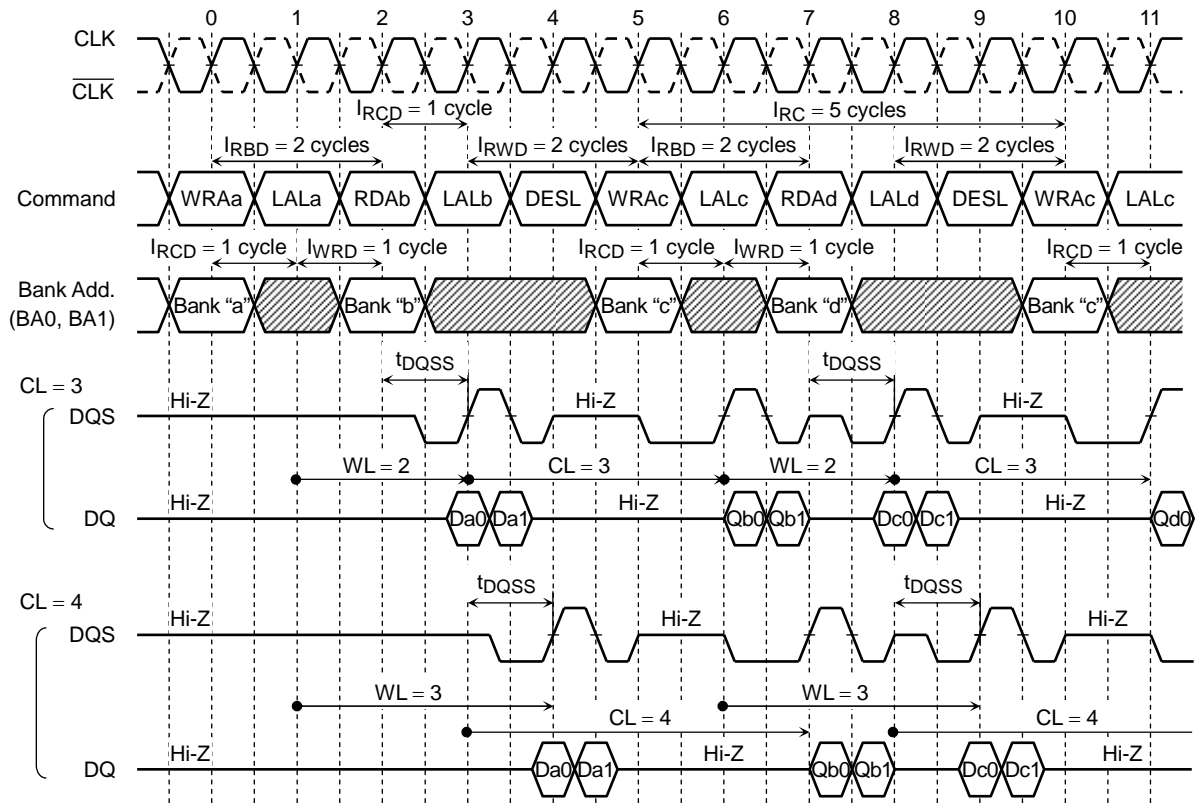 0 1 2 3 4 5 6 7 8 9 10 11
CLK
CLK
IRCD = 1 cycle
IRC = 5 cycles
IRBD = 2 cycles
IRWD = 2 cycles
IRBD = 2 cycles
IRWD = 2 cycles
Command
WRAa LALa RDAb LALb DESL WRAc LALc RDAd LALd DESL WRAc LALc
IRCD = 1 cycle
IWRD = 1 cycle
IRCD = 1 cycle
IWRD = 1 cycle
IRCD = 1 cycle
Bank Add.
(BA0, BA1)
Bank “a” Bank “b” Bank “c” Bank “d” Bank “c”
tDQSS
tDQSS
CL = 3
Hi-Z
Hi-Z
Hi-Z
DQS
WL = 2
CL = 3
WL = 2
CL = 3
Hi-Z
Hi-Z
Hi-Z
DQ
Da0 Da1 Qb0 Qb1 Dc0 Dc1 Qd0
tDQSS
tDQSS
CL = 4
Hi-Z
Hi-Z
Hi-Z
DQS
WL = 3
WL = 3
CL = 4
CL = 4
Hi-Z
Hi-Z
Hi-Z
DQ
Da0 Da1 Qb0 Qb1 Dc0 Dc1